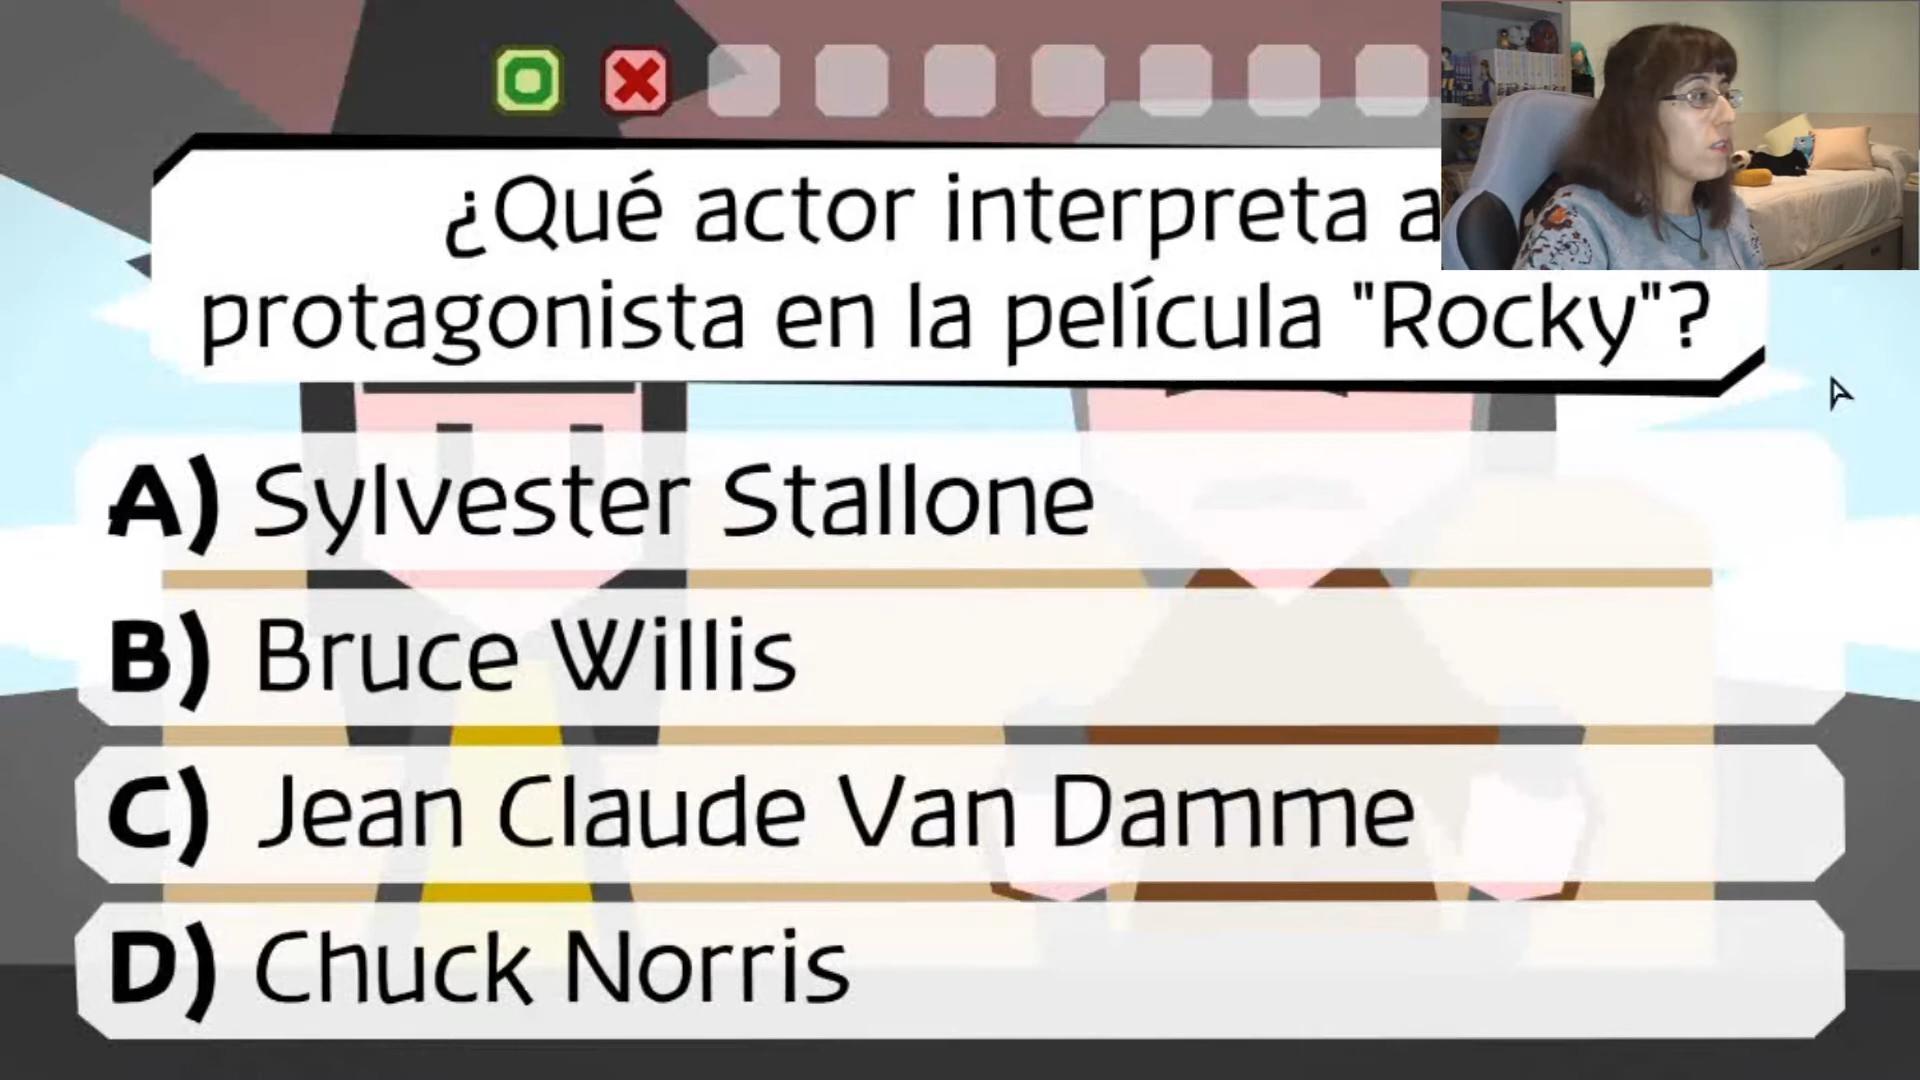 ¿Qué actor interpreta a
protagonista en la película "Rocky"?
A) Sylvester Stallone
B) Bruce Willis
C) Jean Claude Van Damme
D) Chuck Norris